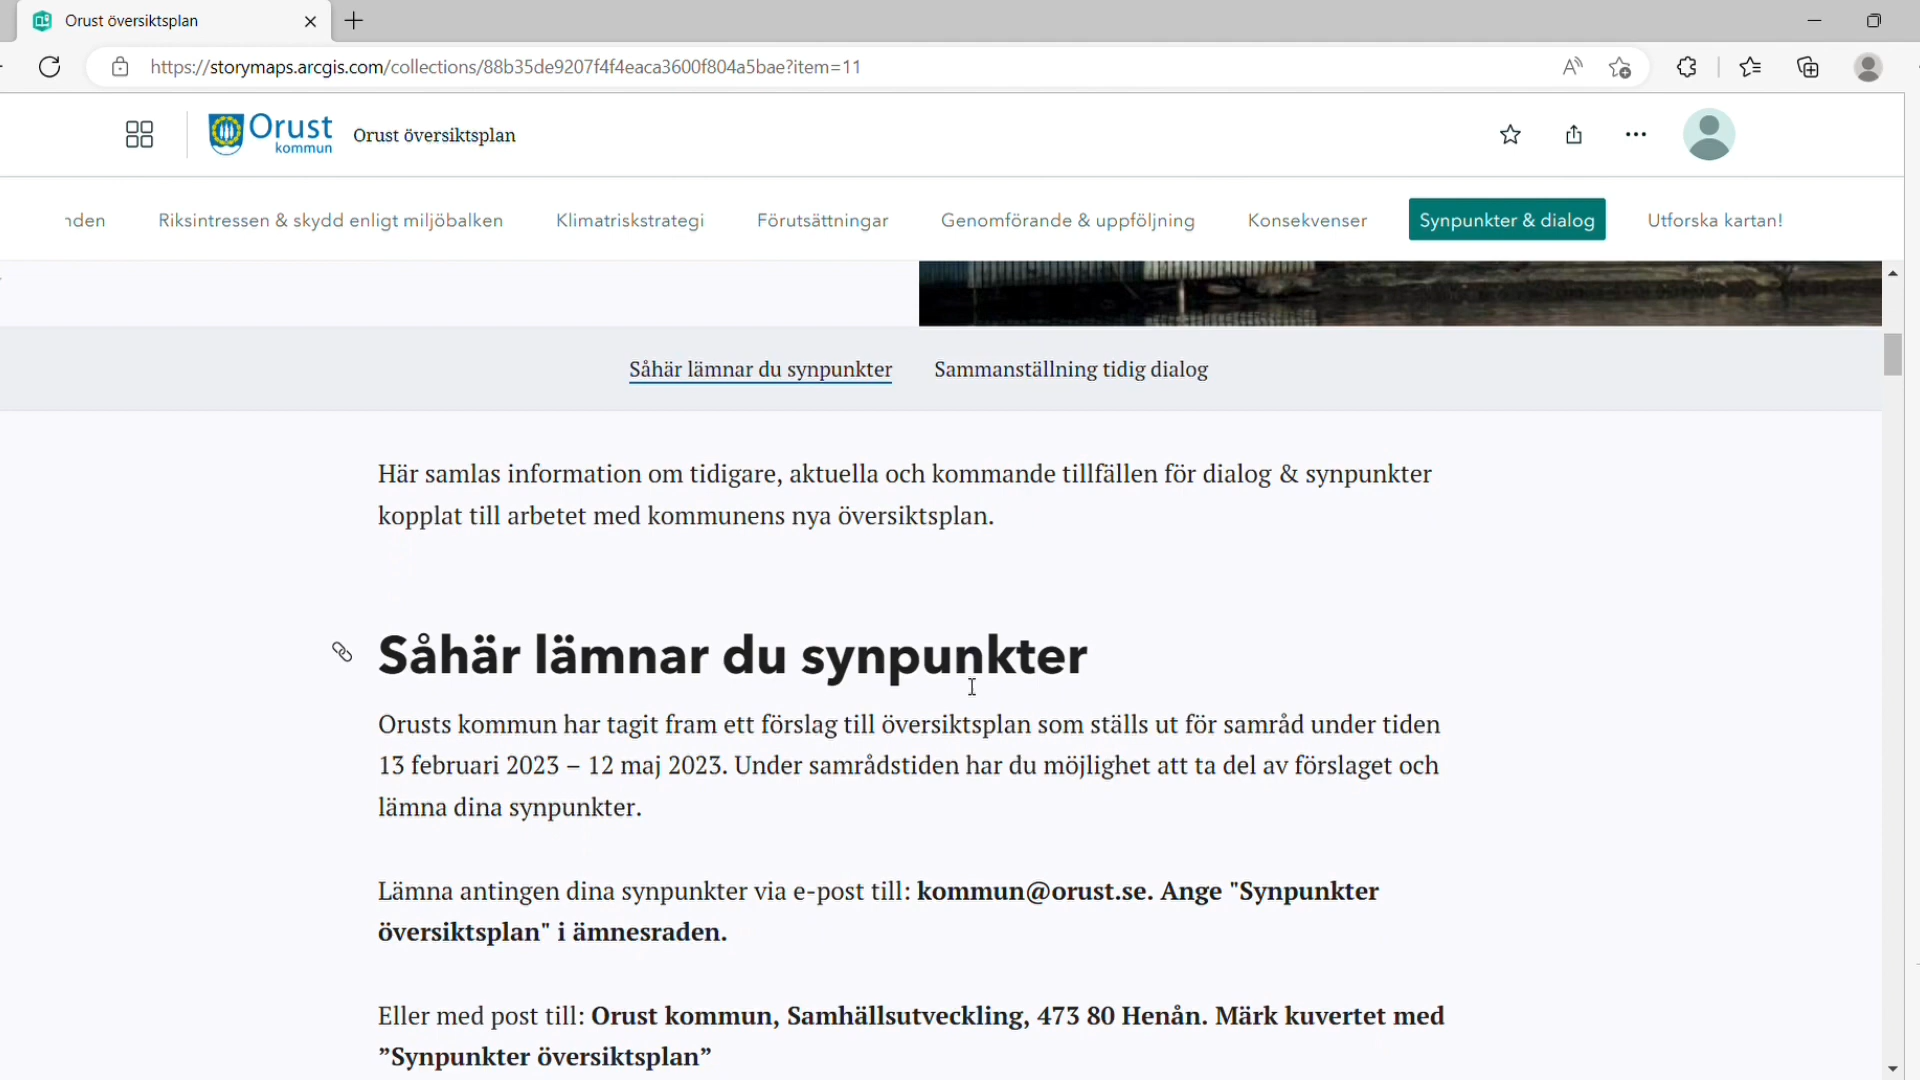 Orust översiktsplan
https://storymaps.arcgis.com/collections/88b35de9207f4f4eaca3600f804a5bae?item=11
Orust
kommun
Orust översiktsplan
nden
Riksintressen & skydd enligt miljöbalken
Klimatriskstrategi
Förutsättningar
Genomförande & uppföljning
Konsekvenser
Synpunkter & dialog
Utforska kartan!
Såhär lämnar du synpunkter
Sammanställning tidig dialog
Här samlas information om tidigare, aktuella och kommande tillfällen för dialog & synpunkter
kopplat till arbetet med kommunens nya översiktsplan.
Såhär lämnar du synpunkter
Orusts kommun har tagit fram ett förslag till översiktsplan som ställs ut för samråd under tiden
13 februari 2023 – 12 maj 2023. Under samrådstiden har du möjlighet att ta del av förslaget och
lämna dina synpunkter.
Lämna antingen dina synpunkter via e-post till: kommun@orust.se. Ange "Synpunkter
översiktsplan" i ämnesraden.
Eller med post till: Orust kommun, Samhällsutveckling, 473 80 Henån. Märk kuvertet med
”Synpunkter översiktsplan”